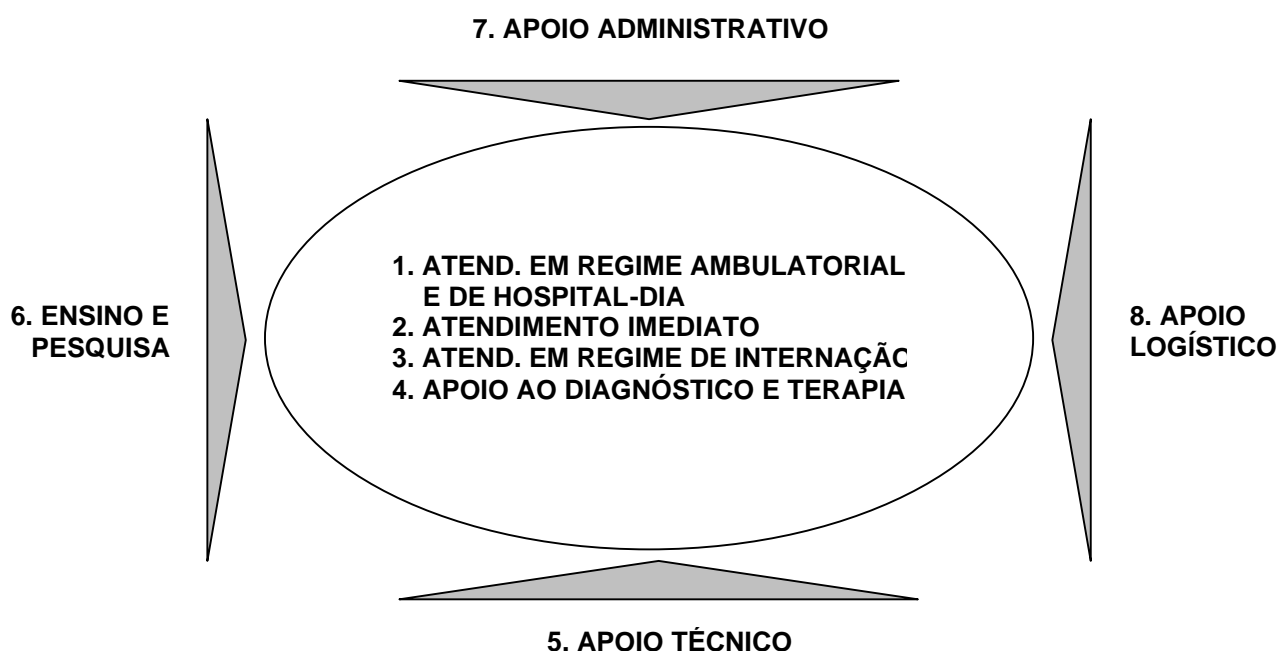 7. APOIO ADMINISTRATIVO
1. ATEND. EM REGIME AMBULATORIAL
E DE HOSPITAL-DIA
2. ATENDIMENTO IMEDIATO
3. ATEND. EM REGIME DE INTERNAÇÃO
4. APOIO AO DIAGNÓSTICO E TERAPIA
6. ENSINO E
PESQUISA
8. APOIO
LOGÍSTICO
5. APOIO TÉCNICO